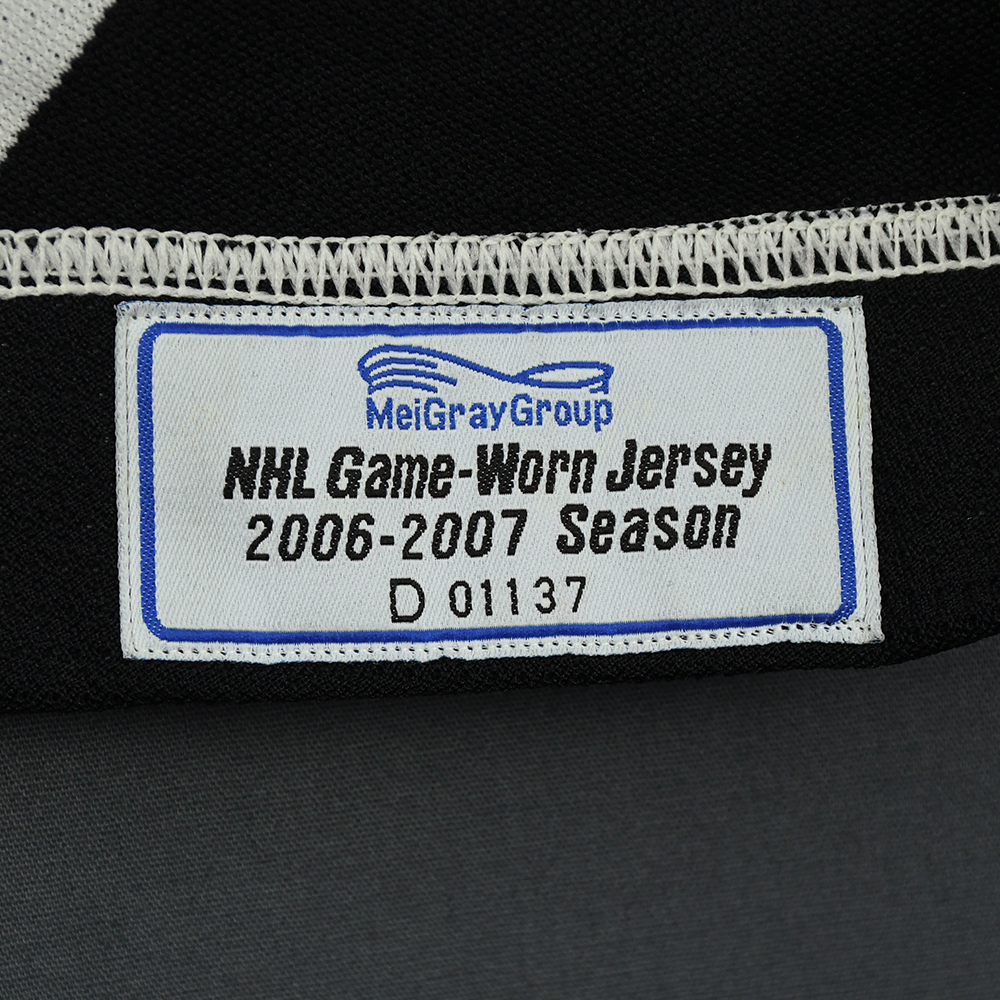 MeiGrayGroup
NHL Game-Worn Jersey
2006-2007 Season
D 01137